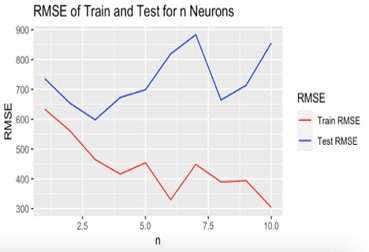 RMSE of Train and Test for n Neurons
900
800
700
600
500
400
300
RMSE
2.5 5.0 7.5 10.0
n
RMSE
Train RMSE
Test RMSE